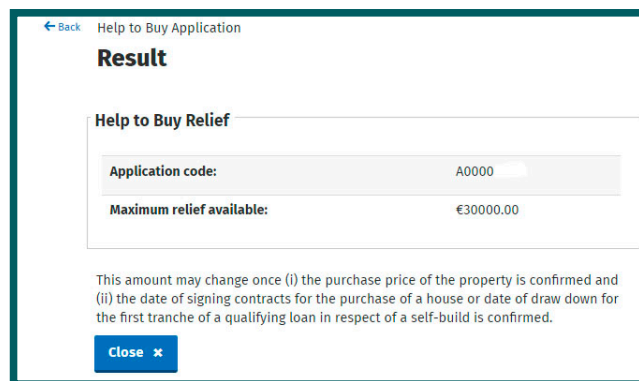 Back Help to Buy Application
Result
Help to Buy Relief
Application code: A0000
Maximum relief available: €30000.00
This amount may change once (i) the purchase price of the property is confirmed and
(ii) the date of signing contracts for the purchase of a house or date of draw down for
the first tranche of a qualifying loan in respect of a self-build is confirmed.
Close ×